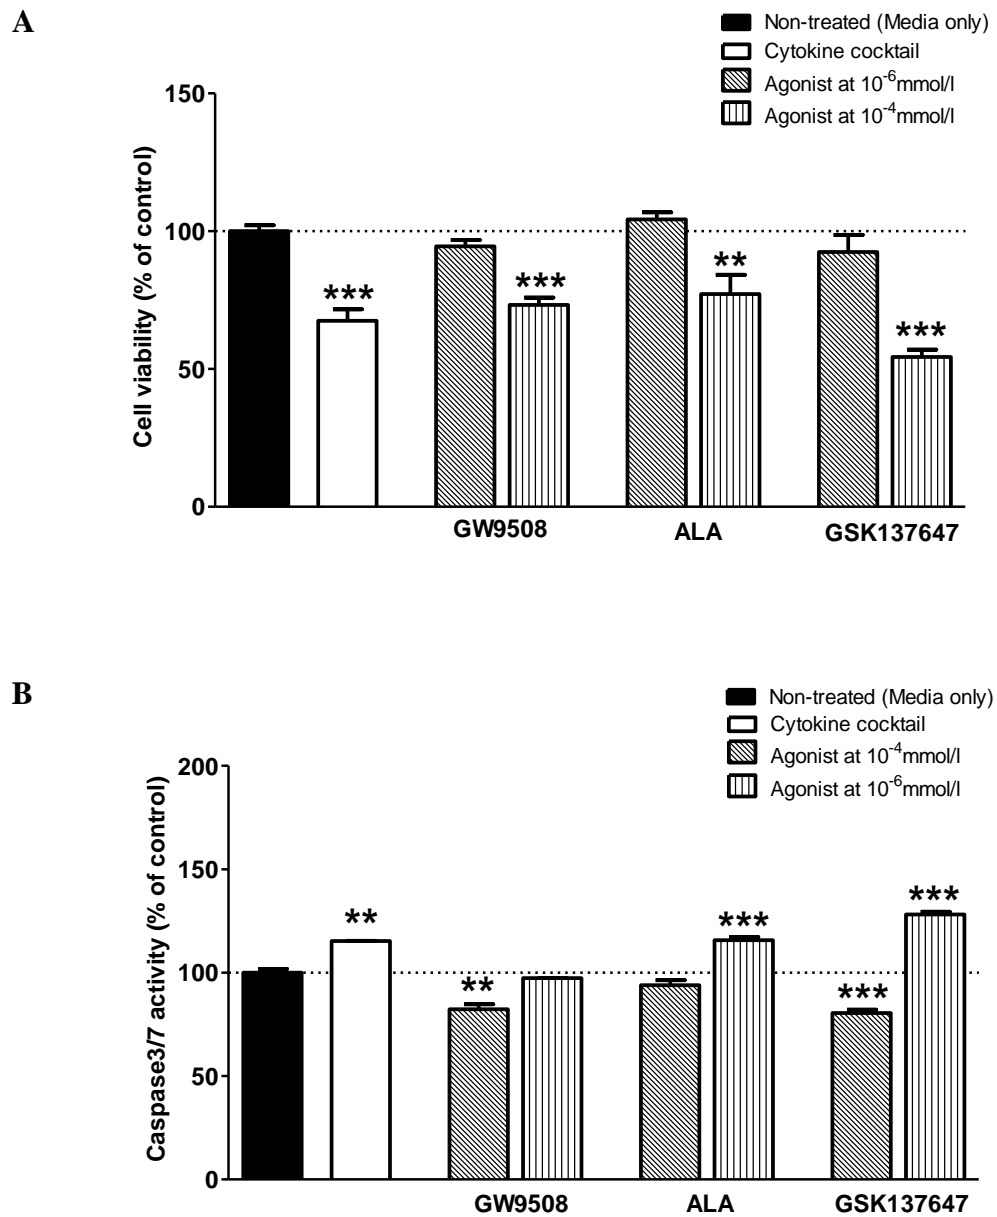 A
Non-treated (Media only)
Cytokine cocktail
Agonist at 10⁻⁶mmol/l
Agonist at 10⁻⁴mmol/l
Cell viability (% of control)
150
100
50
0
***
***
**
***
GW9508 ALA GSK137647
B
Non-treated (Media only)
Cytokine cocktail
Agonist at 10⁻⁴mmol/l
Agonist at 10⁻⁶mmol/l
Caspase3/7 activity (% of control)
200
150
100
50
0
**
**
***
***
***
GW9508 ALA GSK137647